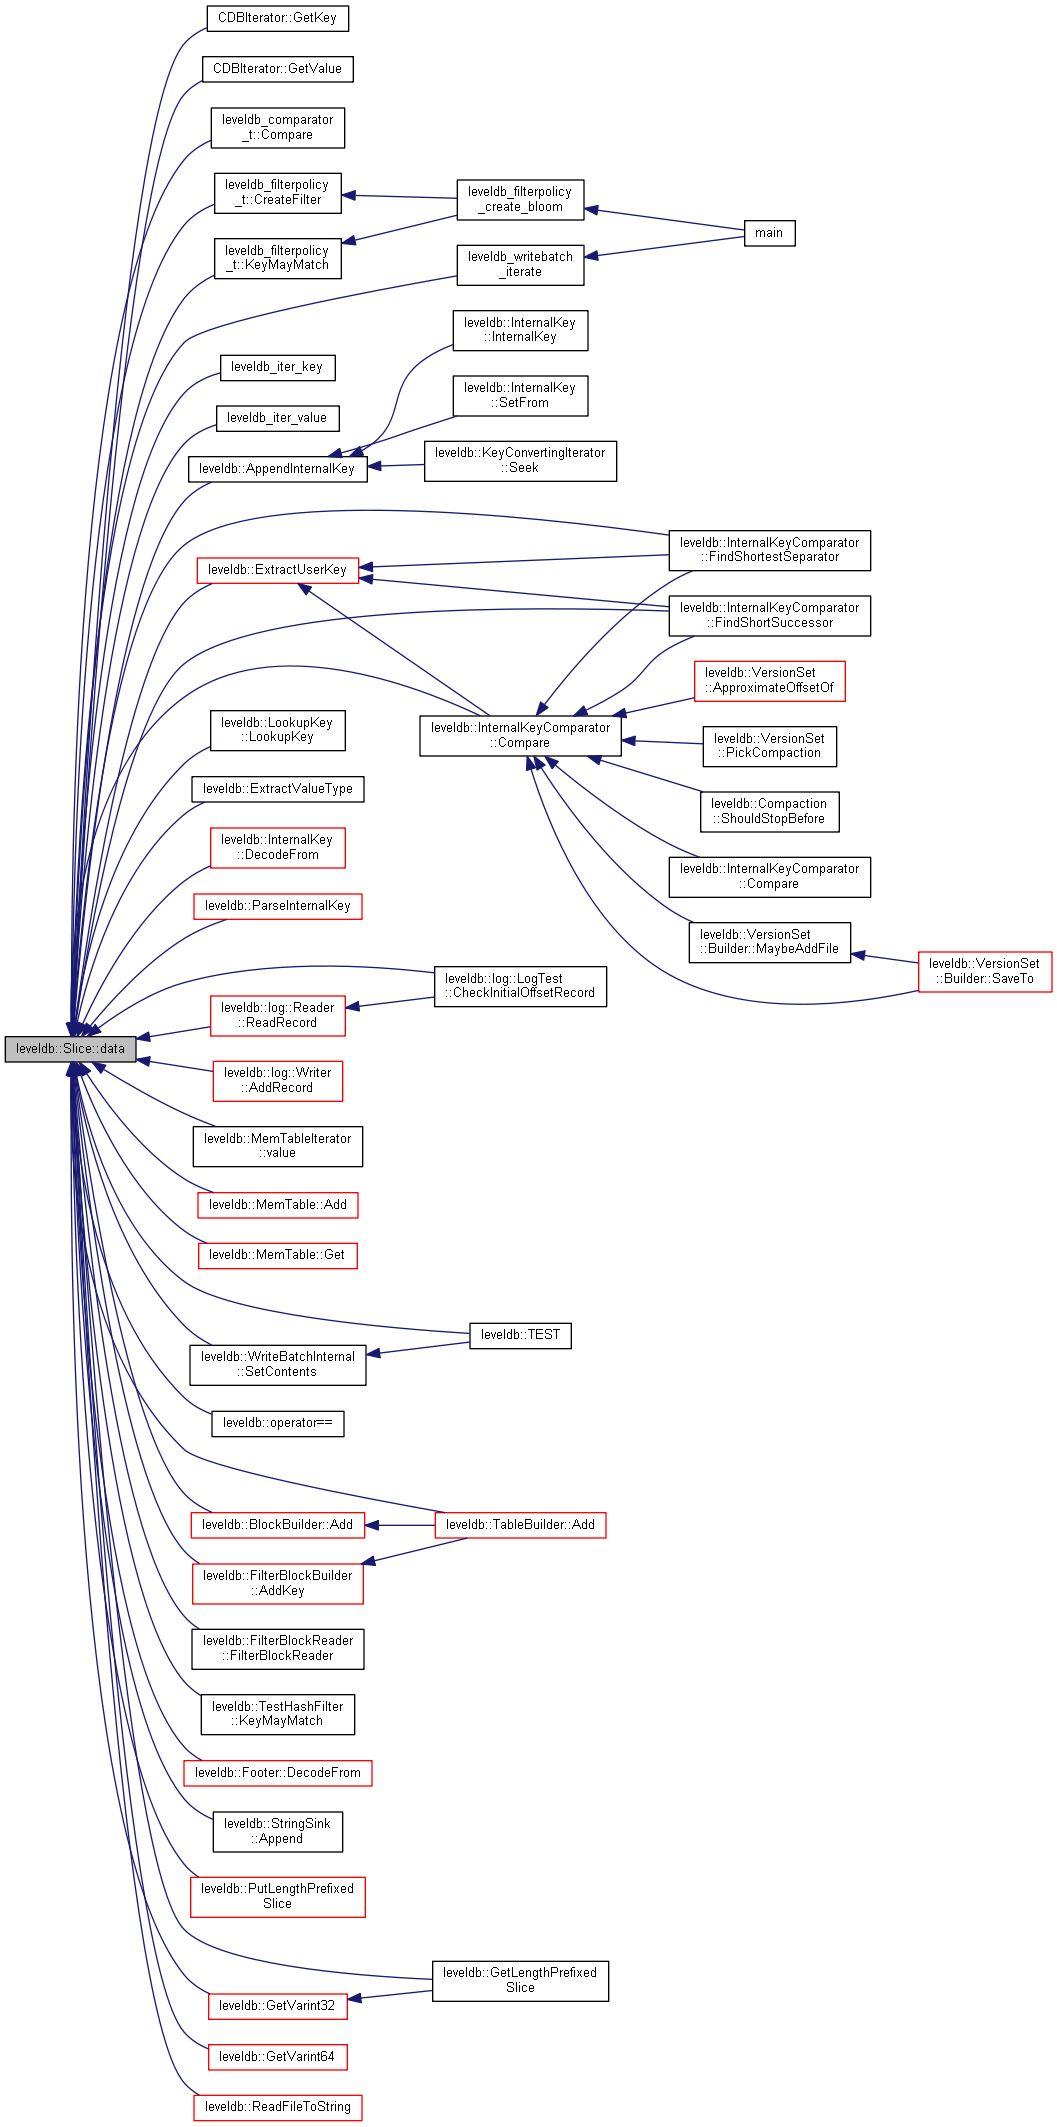 CDBIterator::GetKey
CDBIterator::GetValue
leveldb_comparator
_t::Compare
leveldb_filterpolicy
_t::CreateFilter
leveldb_filterpolicy
_create_bloom
main
leveldb_filterpolicy
_t::KeyMayMatch
leveldb_writebatch
_iterate
leveldb::InternalKey
::InternalKey
leveldb_iter_key
leveldb::InternalKey
::SetFrom
leveldb_iter_value
leveldb::AppendInternalKey
leveldb::KeyConvertingIterator
::Seek
leveldb::InternalKeyComparator
::FindShortestSeparator
leveldb::ExtractUserKey
leveldb::InternalKeyComparator
::FindShortSuccessor
leveldb::VersionSet
::ApproximateOffsetOf
leveldb::LookupKey
::LookupKey
leveldb::InternalKeyComparator
::Compare
leveldb::VersionSet
::PickCompaction
leveldb::ExtractValueType
leveldb::Compaction
::ShouldStopBefore
leveldb::InternalKey
::DecodeFrom
leveldb::InternalKeyComparator
::Compare
leveldb::ParseInternalKey
leveldb::VersionSet
::Builder::MaybeAddFile
leveldb::VersionSet
::Builder::SaveTo
leveldb::log::LogTest
::CheckInitialOffsetRecord
leveldb::log::Reader
::ReadRecord
leveldb::Slice::data
leveldb::log::Writer
::AddRecord
leveldb::MemTableIterator
::value
leveldb::MemTable::Add
leveldb::MemTable::Get
leveldb::TEST
leveldb::WriteBatchInternal
::SetContents
leveldb::operator==
leveldb::BlockBuilder::Add
leveldb::TableBuilder::Add
leveldb::FilterBlockBuilder
::AddKey
leveldb::FilterBlockReader
::FilterBlockReader
leveldb::TestHashFilter
::KeyMayMatch
leveldb::Footer::DecodeFrom
leveldb::StringSink
::Append
leveldb::PutLengthPrefixed
Slice
leveldb::GetLengthPrefixed
Slice
leveldb::GetVarint32
leveldb::GetVarint64
leveldb::ReadFileToString